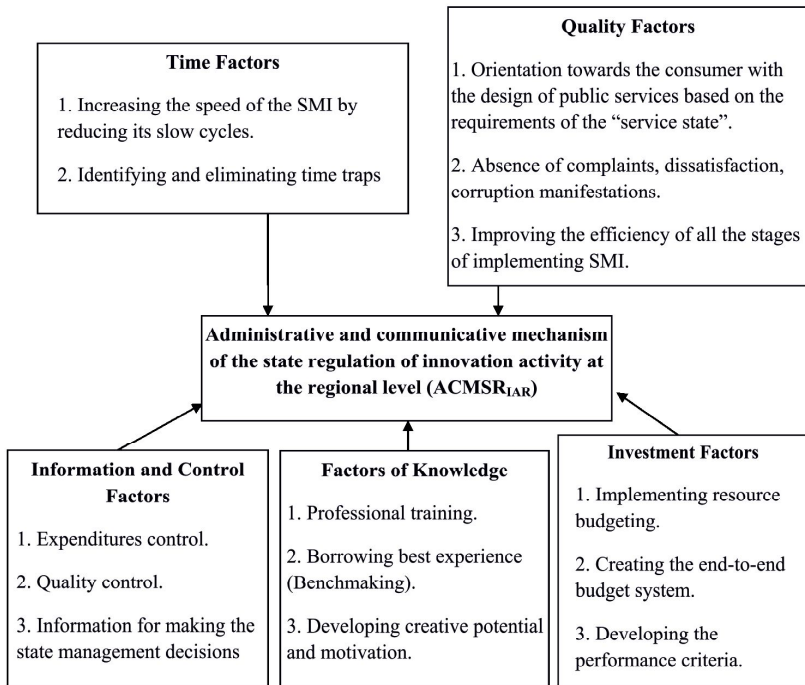 Time Factors
1. Increasing the speed of the SMI by
reducing its slow cycles.
2. Identifying and eliminating time traps
Quality Factors
1. Orientation towards the consumer with
the design of public services based on the
requirements of the “service state”.
2. Absence of complaints, dissatisfaction,
corruption manifestations.
3. Improving the efficiency of all the stages
of implementing SMI.
Administrative and communicative mechanism
of the state regulation of innovation activity at
the regional level (ACMSR_IAR)
Information and Control
Factors
1. Expenditures control.
2. Quality control.
3. Information for making the
state management decisions
Factors of Knowledge
1. Professional training.
2. Borrowing best experience
(Benchmaking).
3. Developing creative potential
and motivation.
Investment Factors
1. Implementing resource
budgeting.
2. Creating the end-to-end
budget system.
3. Developing the
performance criteria.